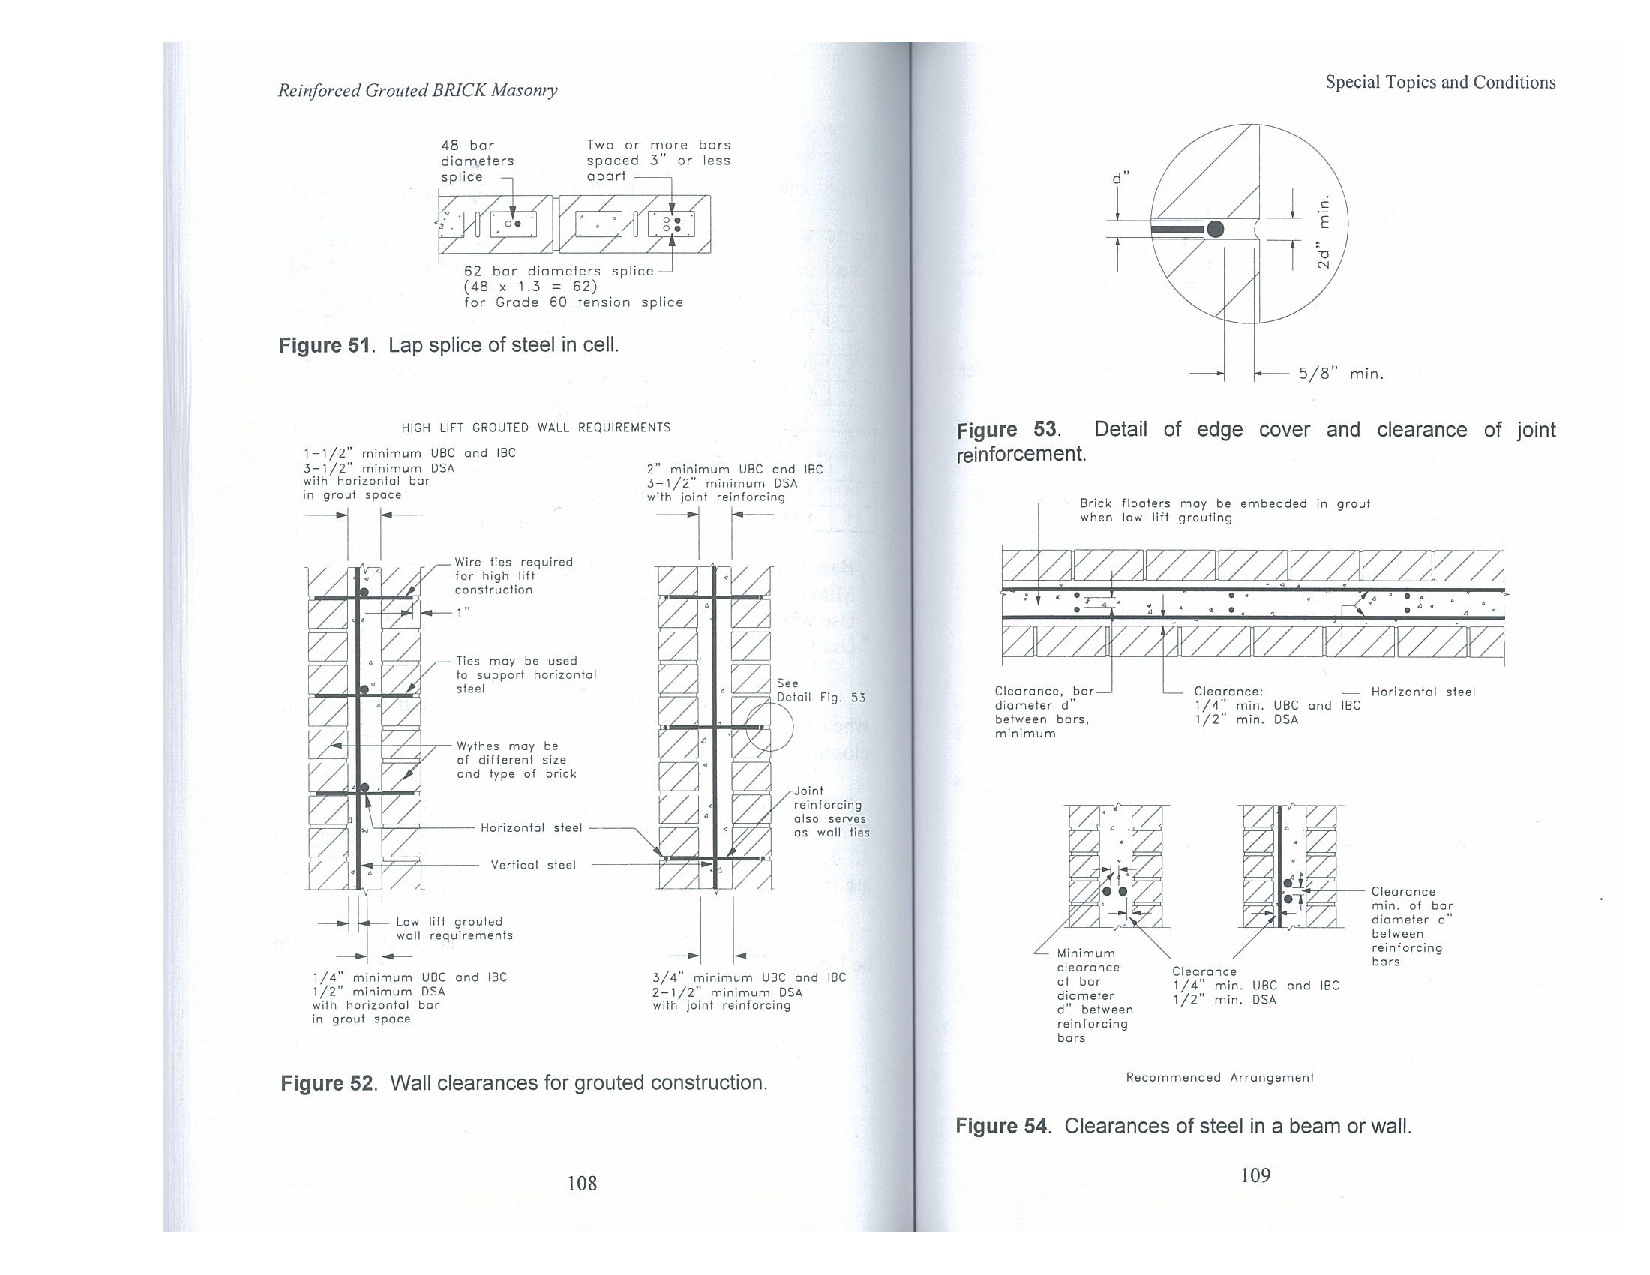 Reinforced Grouted BRICK Masonry
48 bar
diameters
splice
Two or more bars
spaced 3" or less
apart
62 bar diameters splice
(48 x 1.3 = 62)
for Grade 60 tension splice
Figure 51. Lap splice of steel in cell.
HIGH LIFT GROUTED WALL REQUIREMENTS
1-1/2" minimum UBC and IBC
3-1/2" minimum DSA
with horizontal bar
in grout space
2" minimum UBC and IBC
3-1/2" minimum DSA
with joint reinforcing
Wire ties required
for high lift
construction
1"
Ties may be used
to support horizontal
steel
See
Detail Fig. 53
Wythes may be
of different size
and type of brick
Joint
reinforcing
also serves
as wall ties
Horizontal steel
Vertical steel
Low lift grouted
wall requirements
1/4" minimum UBC and IBC
1/2" minimum DSA
with horizontal bar
in grout space
3/4" minimum UBC and IBC
2-1/2" minimum DSA
with joint reinforcing
Figure 52. Wall clearances for grouted construction.
108
Special Topics and Conditions
d"
2d" min.
5/8" min.
Figure 53. Detail of edge cover and clearance of joint
reinforcement.
Brick floaters may be embedded in grout
when low lift grouting
Clearance, bar
diameter d"
between bars,
minimum
Clearance:
1/4" min. UBC and IBC
1/2" min. DSA
Horizontal steel
Minimum
clearance
of bar
diameter
d" between
reinforcing
bars
Clearance
1/4" min. UBC and IBC
1/2" min. DSA
Clearance
min. of bar
diameter d"
between
reinforcing
bars
Recommended Arrangement
Figure 54. Clearances of steel in a beam or wall.
109